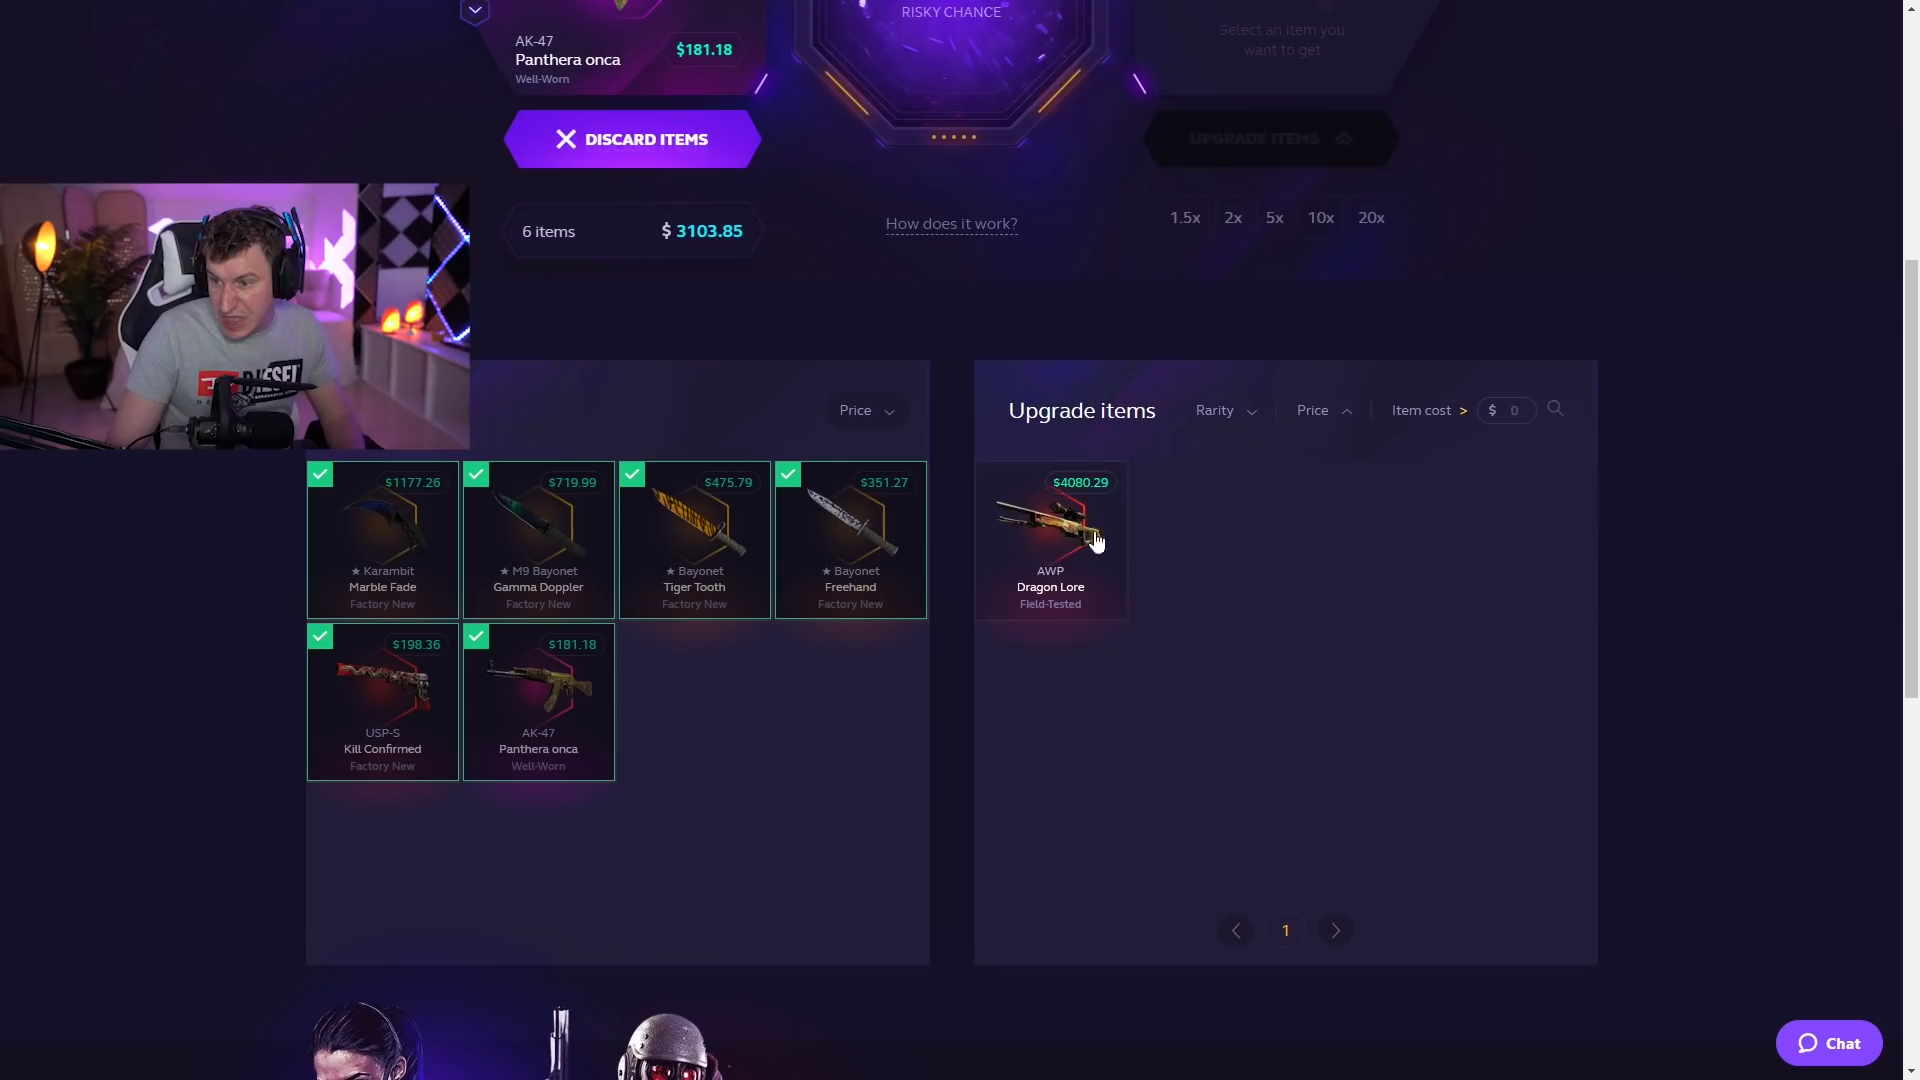 RISKY CHANCE
AK-47
Panthera onca
Well-Worn
$181.18
Select an item you
want to get
DISCARD ITEMS
UPGRADE ITEMS
6 items
$ 3103.85
How does it work?
1.5x 2x 5x 10x 20x
DIESEL
Price
Upgrade items
Rarity
Price
Item cost > $ 0
$1177.26
★ Karambit
Marble Fade
Factory New
$719.99
★ M9 Bayonet
Gamma Doppler
Factory New
$475.79
★ Bayonet
Tiger Tooth
Factory New
$351.27
★ Bayonet
Freehand
Factory New
$4080.29
AWP
Dragon Lore
Field-Tested
$198.36
USP-S
Kill Confirmed
Factory New
$181.18
AK-47
Panthera onca
Well-Worn
1
Chat